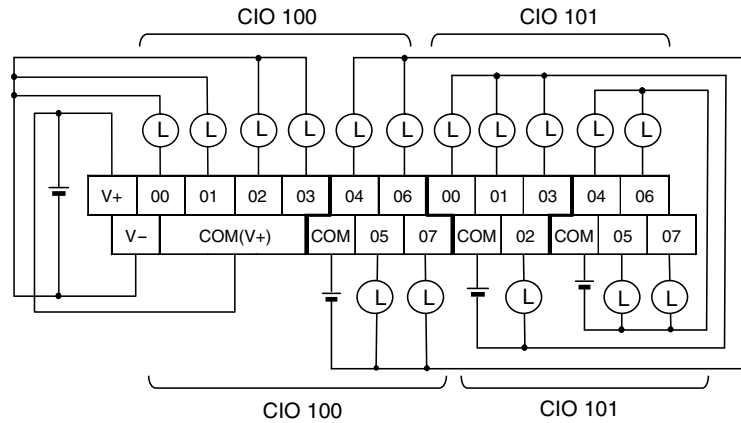 CIO 100 CIO 101
L L L L L L L L L L L
V+ 00 01 02 03 04 06 00 01 03 04 06
V− COM(V+) COM 05 07 COM 02 COM 05 07
L L L L L
CIO 100 CIO 101